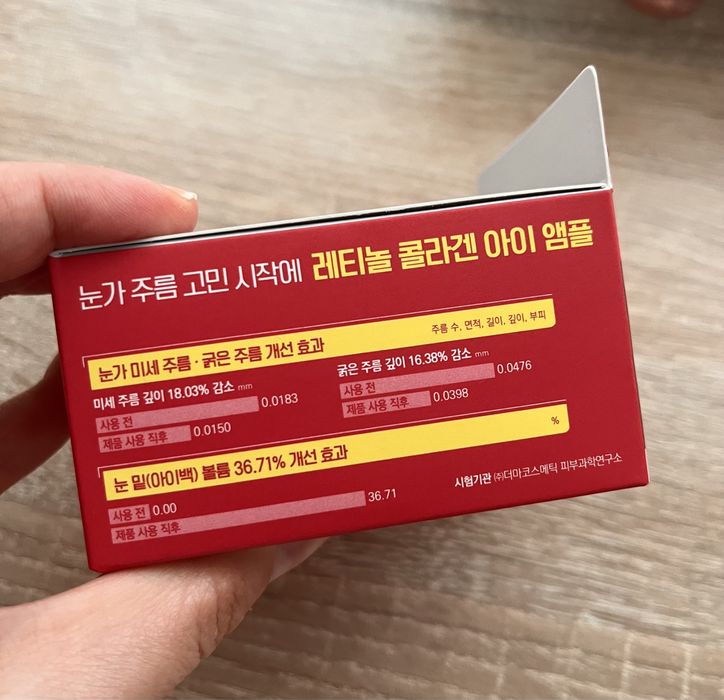 눈가 주름 고민 시작에 레티놀 콜라겐 아이 앰플
눈가 미세 주름·굵은 주름 개선 효과 주름 수, 면적, 길이, 깊이, 부피
미세 주름 깊이 18.03% 감소 mm
사용 전 0.0183
제품 사용 직후 0.0150
굵은 주름 깊이 16.38% 감소 mm
사용 전 0.0476
제품 사용 직후 0.0398
눈 밑(아이백) 볼륨 36.71% 개선 효과 %
사용 전 0.00
제품 사용 직후 36.71
시험기관 ㈜더마코스메틱 피부과학연구소